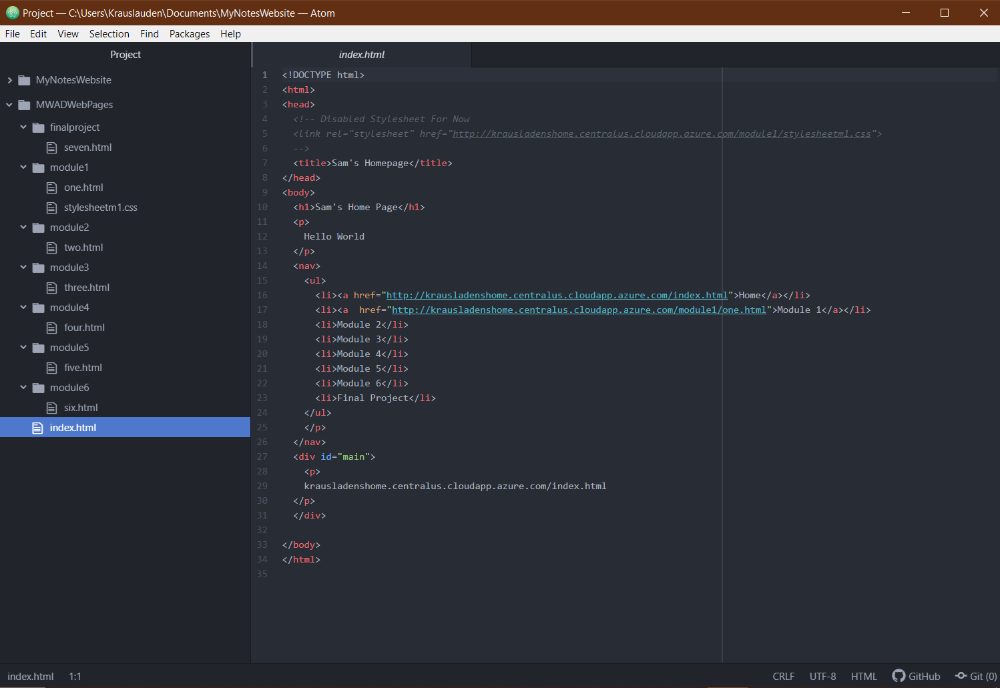 Project — C:\Users\Krauslauden\Documents\MyNotesWebsite — Atom
File Edit View Selection Find Packages Help
Project
MyNotesWebsite
MWADWebPages
finalproject
seven.html
module1
one.html
stylesheetm1.css
module2
two.html
module3
three.html
module4
four.html
module5
five.html
module6
six.html
index.html
index.html
1 <!DOCTYPE html>
2 <html>
3 <head>
4   <!-- Disabled Stylesheet For Now
5   <link rel="stylesheet" href="http://krausladenshome.centralus.cloudapp.azure.com/module1/stylesheetm1.css">
6   -->
7   <title>Sam's Homepage</title>
8 </head>
9 <body>
10   <h1>Sam's Home Page</h1>
11   <p>
12     Hello World
13   </p>
14   <nav>
15     <ul>
16       <li><a href="http://krausladenshome.centralus.cloudapp.azure.com/index.html">Home</a></li>
17       <li><a  href="http://krausladenshome.centralus.cloudapp.azure.com/module1/one.html">Module 1</a></li>
18       <li>Module 2</li>
19       <li>Module 3</li>
20       <li>Module 4</li>
21       <li>Module 5</li>
22       <li>Module 6</li>
23       <li>Final Project</li>
24     </ul>
25     </p>
26   </nav>
27   <div id="main">
28     <p>
29     krausladenshome.centralus.cloudapp.azure.com/index.html
30   </p>
31   </div>
32
33 </body>
34 </html>
35
index.html 1:1 CRLF UTF-8 HTML GitHub Git (0)